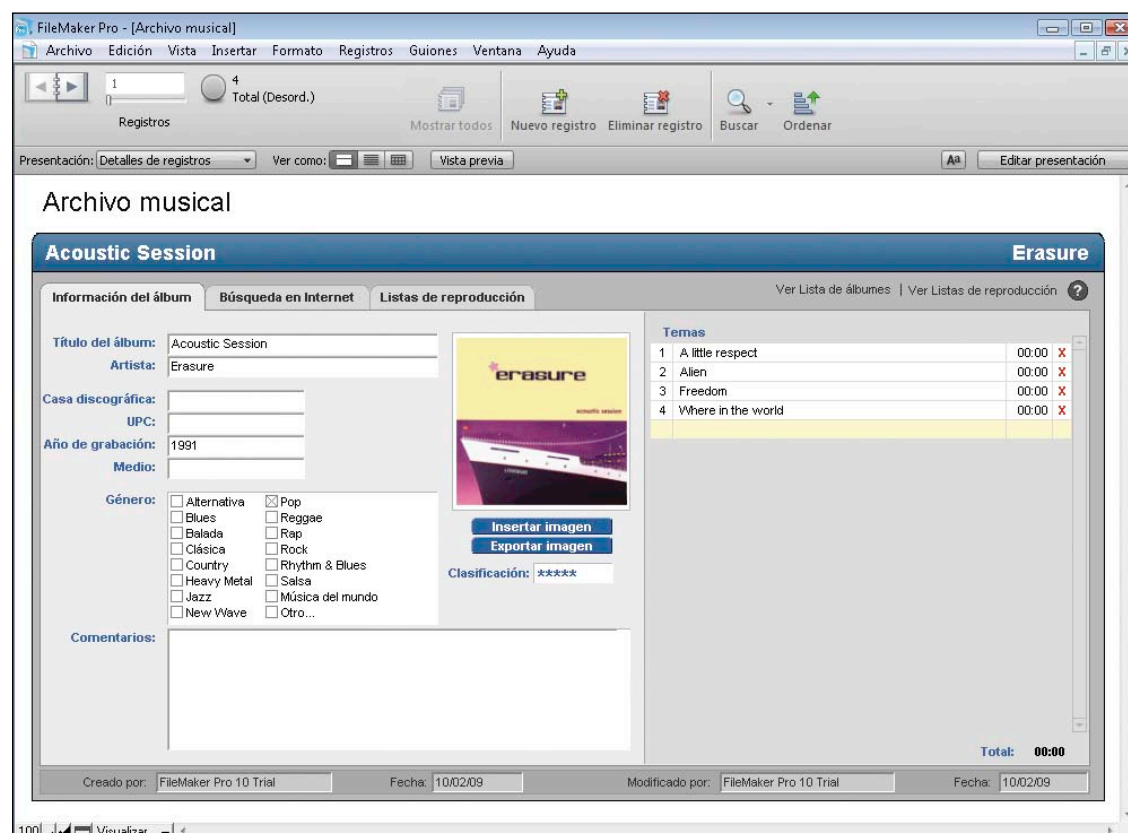 FileMaker Pro - [Archivo musical]
Archivo Edición Vista Insertar Formato Registros Guiones Ventana Ayuda
1
4
Total (Desord.)
Registros
Mostrar todos Nuevo registro Eliminar registro Buscar Ordenar
Presentación: Detalles de registros Ver como: Vista previa Aa Editar presentación
Archivo musical
Acoustic Session Erasure
Información del álbum Búsqueda en Internet Listas de reproducción Ver Lista de álbumes | Ver Listas de reproducción ?
Título del álbum: Acoustic Session
Artista: Erasure
Casa discográfica:
UPC:
Año de grabación: 1991
Medio:
Género:
Alternativa Pop
Blues Reggae
Balada Rap
Clásica Rock
Country Rhythm & Blues
Heavy Metal Salsa
Jazz Música del mundo
New Wave Otro...
erasure
acoustic session
Insertar imagen
Exportar imagen
Clasificación: *****
Comentarios:
Temas
1 A little respect 00:00 X
2 Alien 00:00 X
3 Freedom 00:00 X
4 Where in the world 00:00 X
Total: 00:00
Creado por: FileMaker Pro 10 Trial Fecha: 10/02/09 Modificado por: FileMaker Pro 10 Trial Fecha: 10/02/09
100 Visualizar